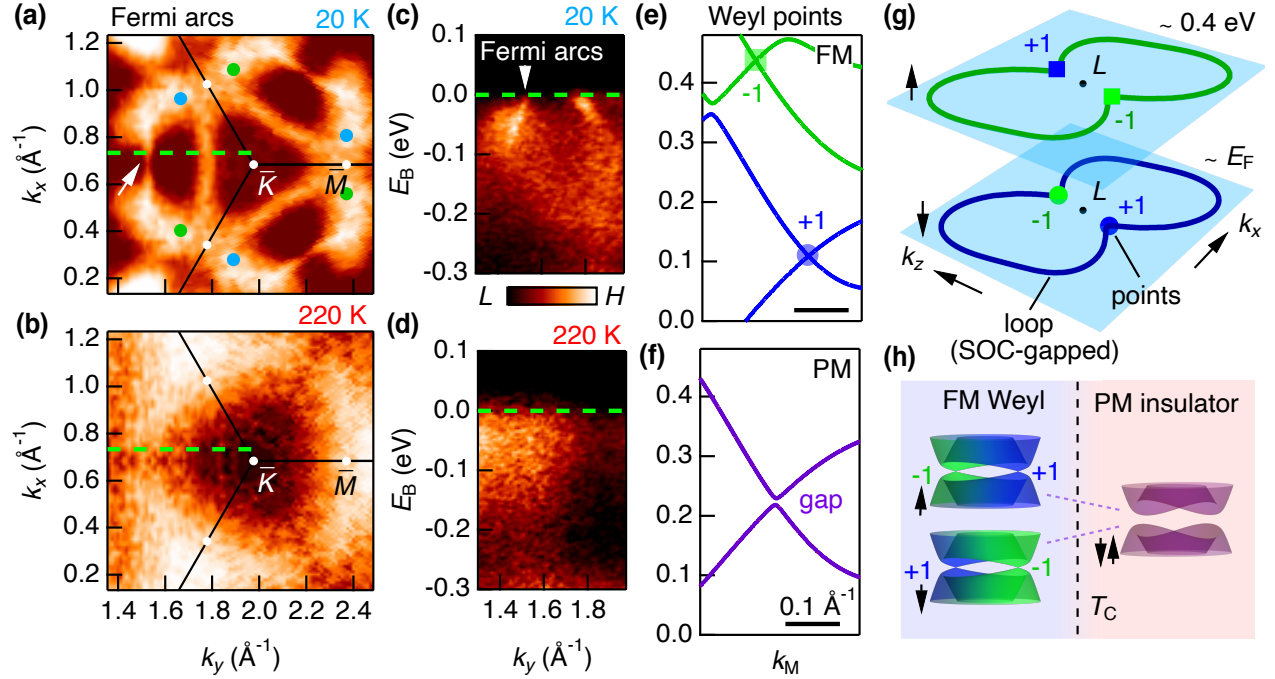 (a) Fermi arcs 20 K
1.2
1.0
0.8
0.6
0.4
0.2
kx (Å⁻¹)
K̅
M̅
(b) 220 K
1.2
1.0
0.8
0.6
0.4
0.2
kx (Å⁻¹)
K̅
M̅
1.4 1.6 1.8 2.0 2.2 2.4
ky (Å⁻¹)
(c) 20 K
0.1
0.0
-0.1
-0.2
-0.3
EB (eV)
Fermi arcs
L H
(d) 220 K
0.1
0.0
-0.1
-0.2
-0.3
EB (eV)
1.4 1.6 1.8
ky (Å⁻¹)
(e) Weyl points
0.4
0.3
0.2
0.1
0.0
FM
-1
+1
(f)
0.4
0.3
0.2
0.1
0.0
PM
gap
0.1 Å⁻¹
kM
(g) ~ 0.4 eV
+1
L
-1
~ EF
L
-1
+1
kx
kz
points
loop
(SOC-gapped)
(h)
FM Weyl PM insulator
-1 +1
+1 -1
TC